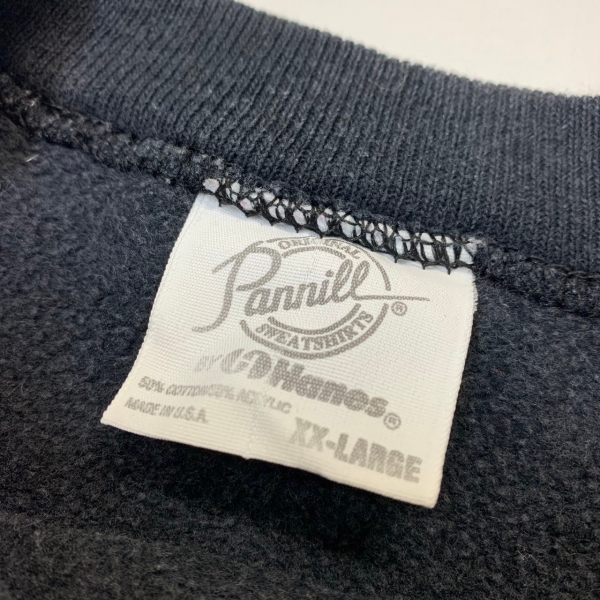 ORIGINAL
Pannill®
SWEATSHIRTS
BY Hanes®
50% COTTON 50% ACRYLIC
MADE IN U.S.A.
XX-LARGE